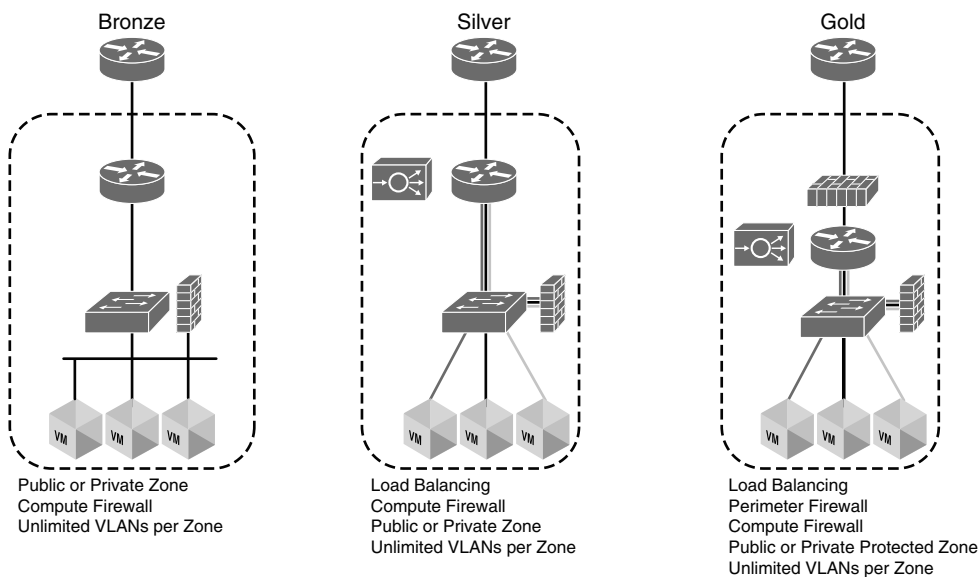 Bronze
Silver
Gold
VM
VM
VM
VM
VM
VM
VM
VM
VM
Public or Private Zone
Compute Firewall
Unlimited VLANs per Zone
Load Balancing
Compute Firewall
Public or Private Zone
Unlimited VLANs per Zone
Load Balancing
Perimeter Firewall
Compute Firewall
Public or Private Protected Zone
Unlimited VLANs per Zone